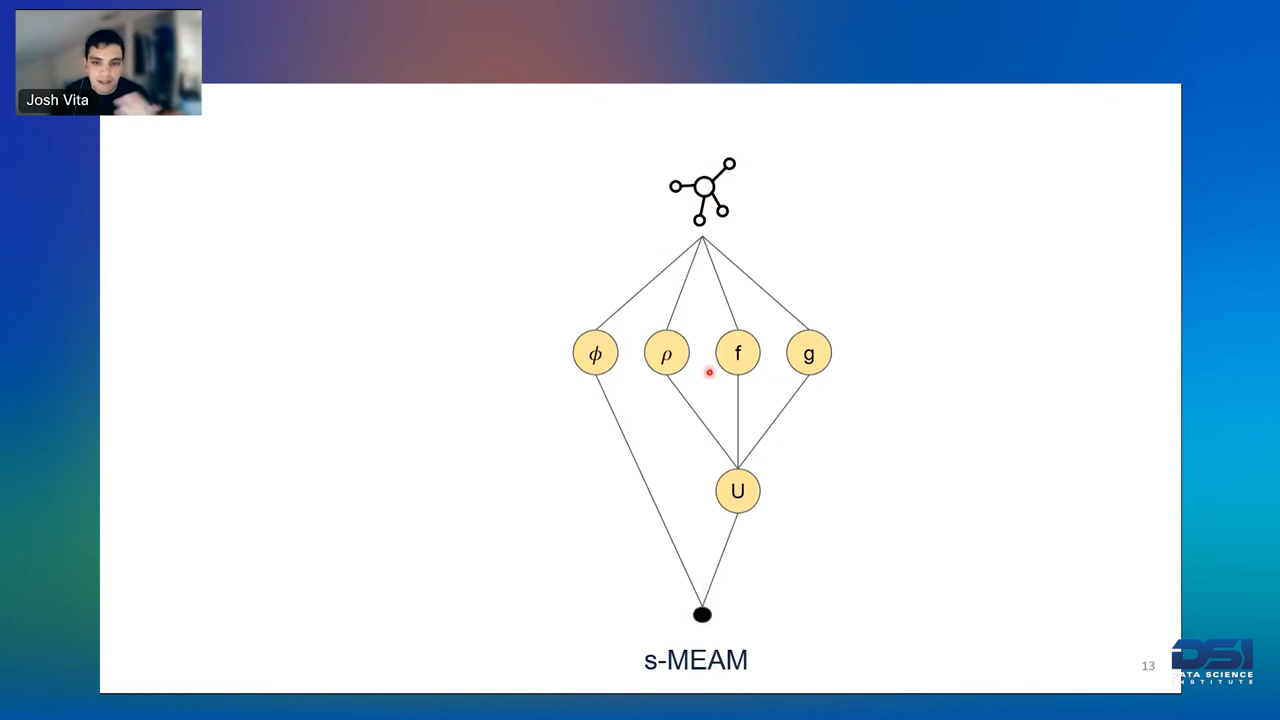 Josh Vita
ϕ ρ f g
U
s-MEAM
13
DSI
DATA SCIENCE
INSTITUTE